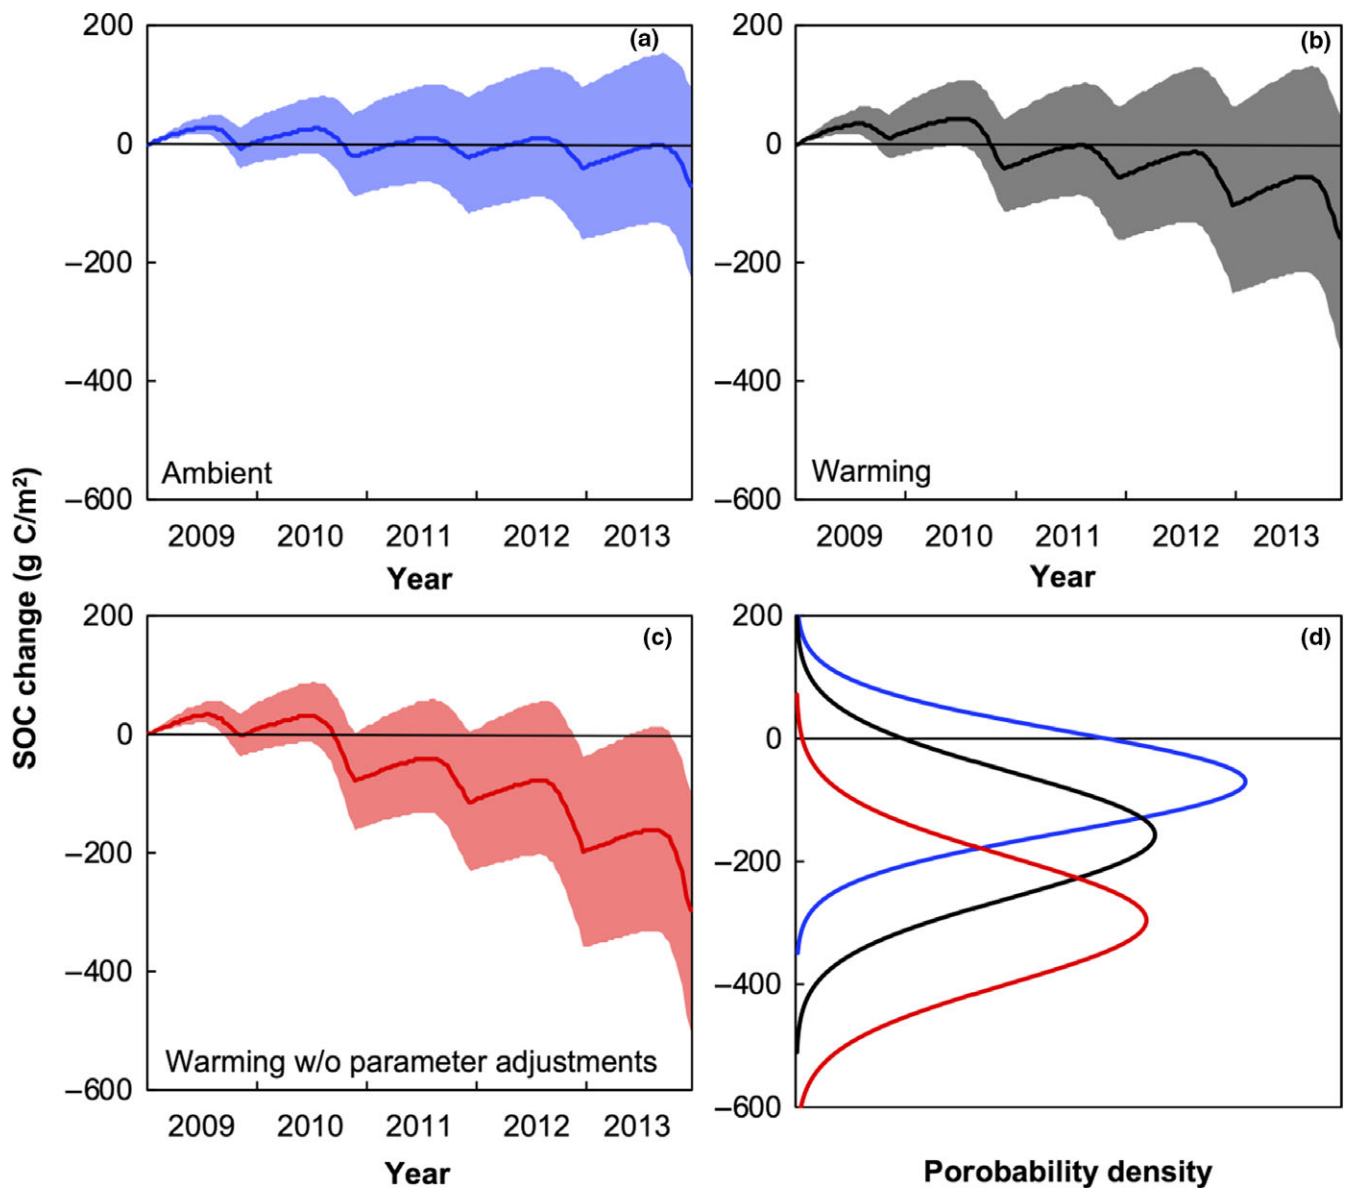 200
(a)
0
–200
–400
–600
Ambient
2009 2010 2011 2012 2013
Year
200
(b)
0
–200
–400
–600
Warming
2009 2010 2011 2012 2013
Year
SOC change (g C/m²)
200
(c)
0
–200
–400
–600
Warming w/o parameter adjustments
2009 2010 2011 2012 2013
Year
200
(d)
0
–200
–400
–600
Porobability density